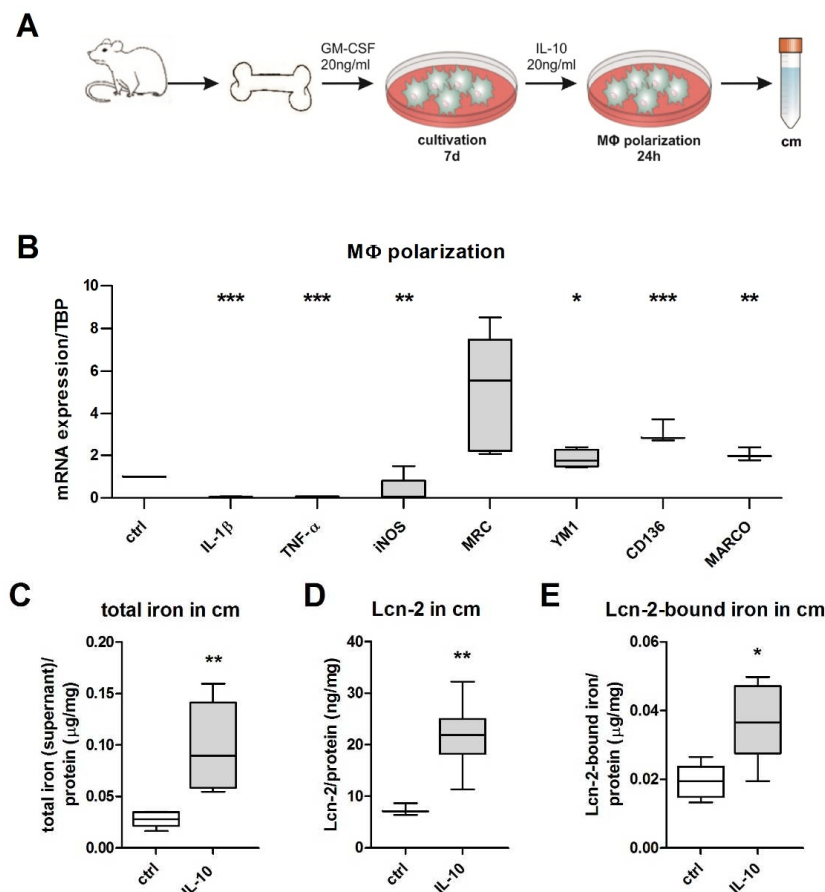 A
GM-CSF
20ng/ml
IL-10
20ng/ml
cultivation
7d
MΦ polarization
24h
cm
B
MΦ polarization
mRNA expression/TBP
10
8
6
4
2
0
*** *** ** * *** **
ctrl IL-1β TNF-α iNOS MRC YM1 CD136 MARCO
C
total iron in cm
total iron (supernant)/
protein (μg/mg)
0.20
0.15
0.10
0.05
0.00
**
ctrl IL-10
D
Lcn-2 in cm
Lcn-2/protein (ng/mg)
40
30
20
10
0
**
ctrl IL-10
E
Lcn-2-bound iron in cm
Lcn-2-bound iron/
protein (μg/mg)
0.06
0.04
0.02
0.00
*
ctrl IL-10